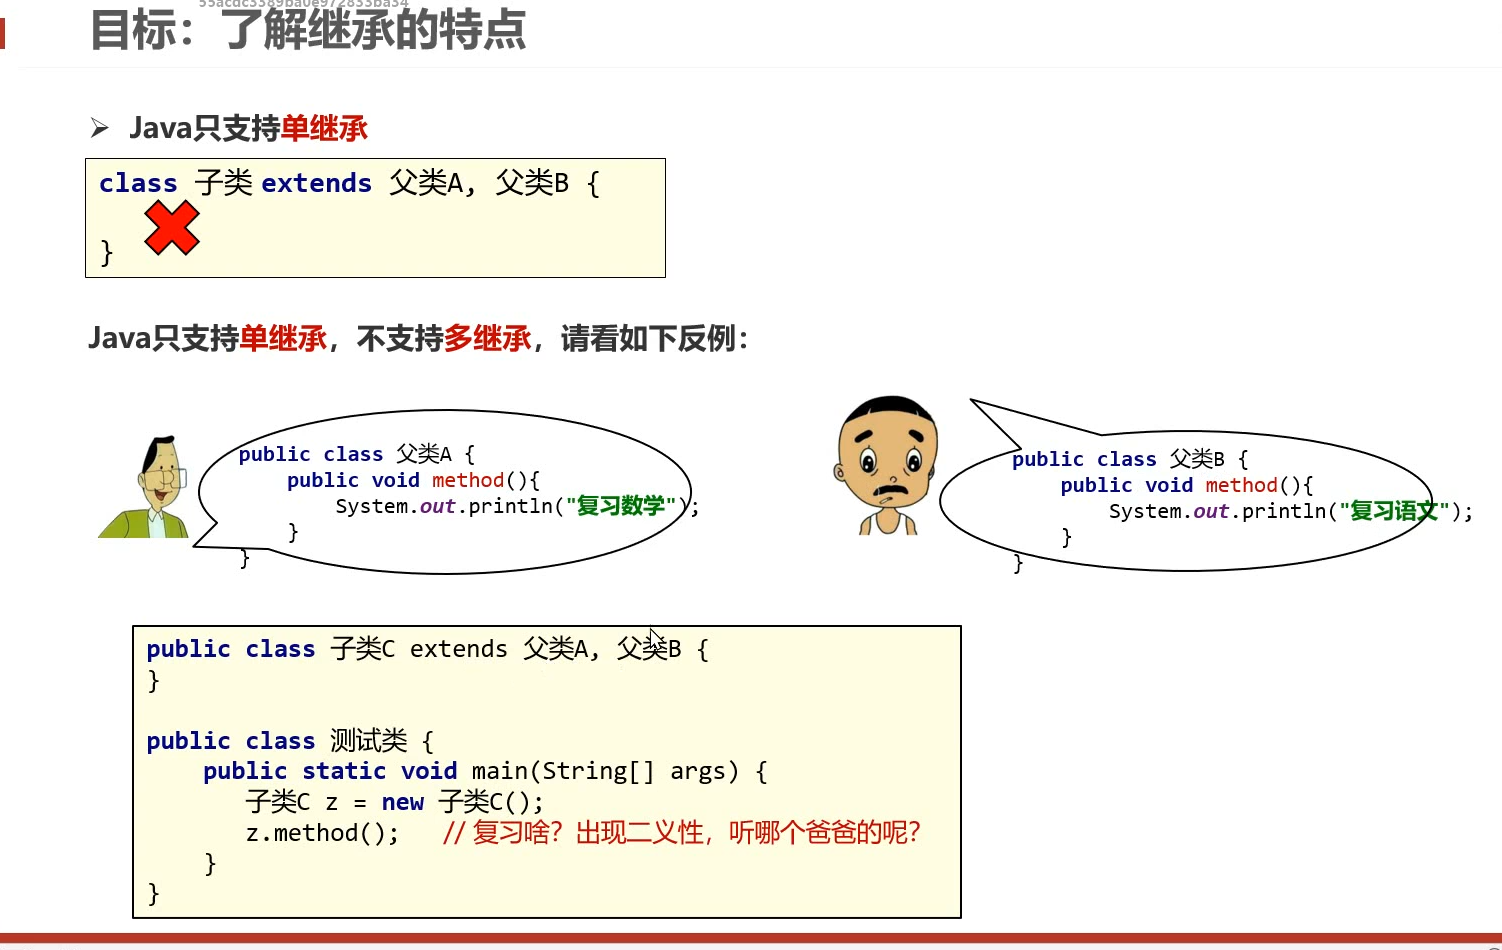 55acdc3389ba0e972833ba34
目标：了解继承的特点
Java只支持单继承
class 子类 extends 父类A, 父类B {
}
Java只支持单继承，不支持多继承，请看如下反例：
public class 父类A {
public void method(){
System.out.println("复习数学");
}
}
public class 父类B {
public void method(){
System.out.println("复习语文");
}
}
public class 子类C extends 父类A, 父类B {
}
public class 测试类 {
public static void main(String[] args) {
子类C z = new 子类C();
z.method(); // 复习啥？出现二义性，听哪个爸爸的呢？
}
}